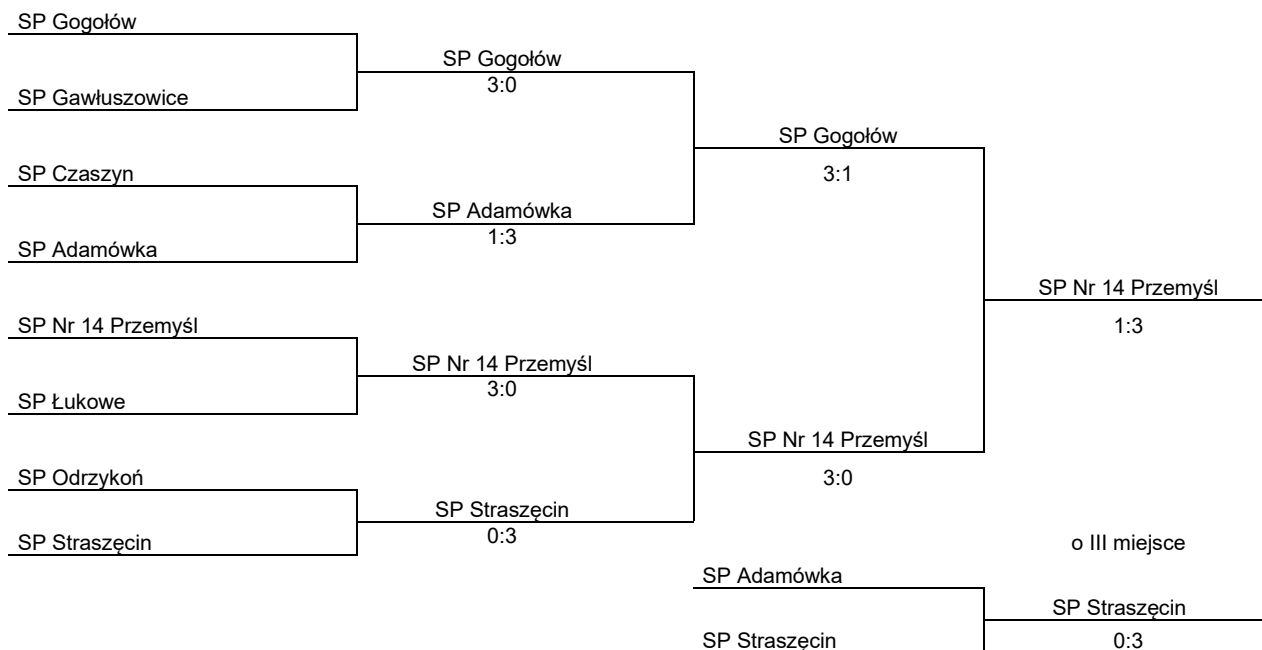 SP Gogołów
SP Gogołów
3:0
SP Gawłuszowice
SP Gogołów
3:1
SP Czaszyn
SP Adamówka
1:3
SP Adamówka
SP Nr 14 Przemyśl
1:3
SP Nr 14 Przemyśl
SP Nr 14 Przemyśl
3:0
SP Łukowe
SP Nr 14 Przemyśl
3:0
SP Odrzykoń
SP Straszęcin
0:3
SP Straszęcin
o III miejsce
SP Adamówka
SP Straszęcin
0:3
SP Straszęcin